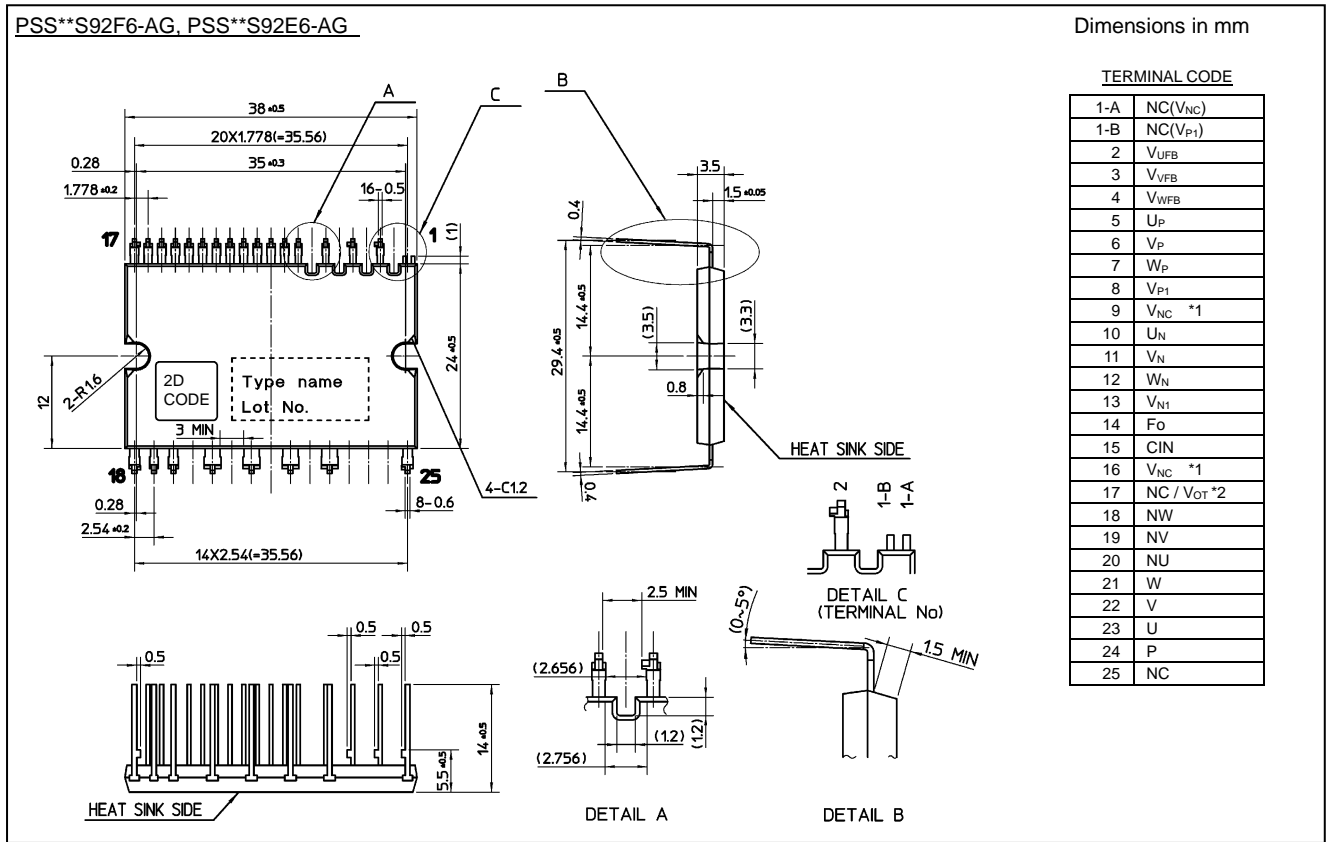 PSS**S92F6-AG, PSS**S92E6-AG
Dimensions in mm
A
C
B
38 ±0.5
20X1.778(=35.56)
35 ±0.3
0.28
1.778 ±0.2
16-0.5
17
1
(1)
24 ±0.5
12
2-R1.6
2D
CODE
Type name
Lot No.
3 MIN
18
25
4-C1.2
0.28
8-0.6
2.54 ±0.2
14X2.54(=35.56)
3.5
1.5 ±0.05
0.4
14.4 ±0.5
29.4 ±0.5
(3.5)
(3.3)
0.8
14.4 ±0.5
0.4
HEAT SINK SIDE
2
1-B
1-A
DETAIL C
(TERMINAL No)
0.5
0.5
0.5
0.5
14 ±0.5
5.5 ±0.5
HEAT SINK SIDE
2.5 MIN
(2.656)
(1.2)
(1.2)
(2.756)
DETAIL A
(0~5°)
1.5 MIN
DETAIL B
TERMINAL CODE
1-A NC(VNC)
1-B NC(VP1)
2 VUFB
3 VVFB
4 VWFB
5 UP
6 VP
7 WP
8 VP1
9 VNC *1
10 UN
11 VN
12 WN
13 VN1
14 Fo
15 CIN
16 VNC *1
17 NC / VOT *2
18 NW
19 NV
20 NU
21 W
22 V
23 U
24 P
25 NC